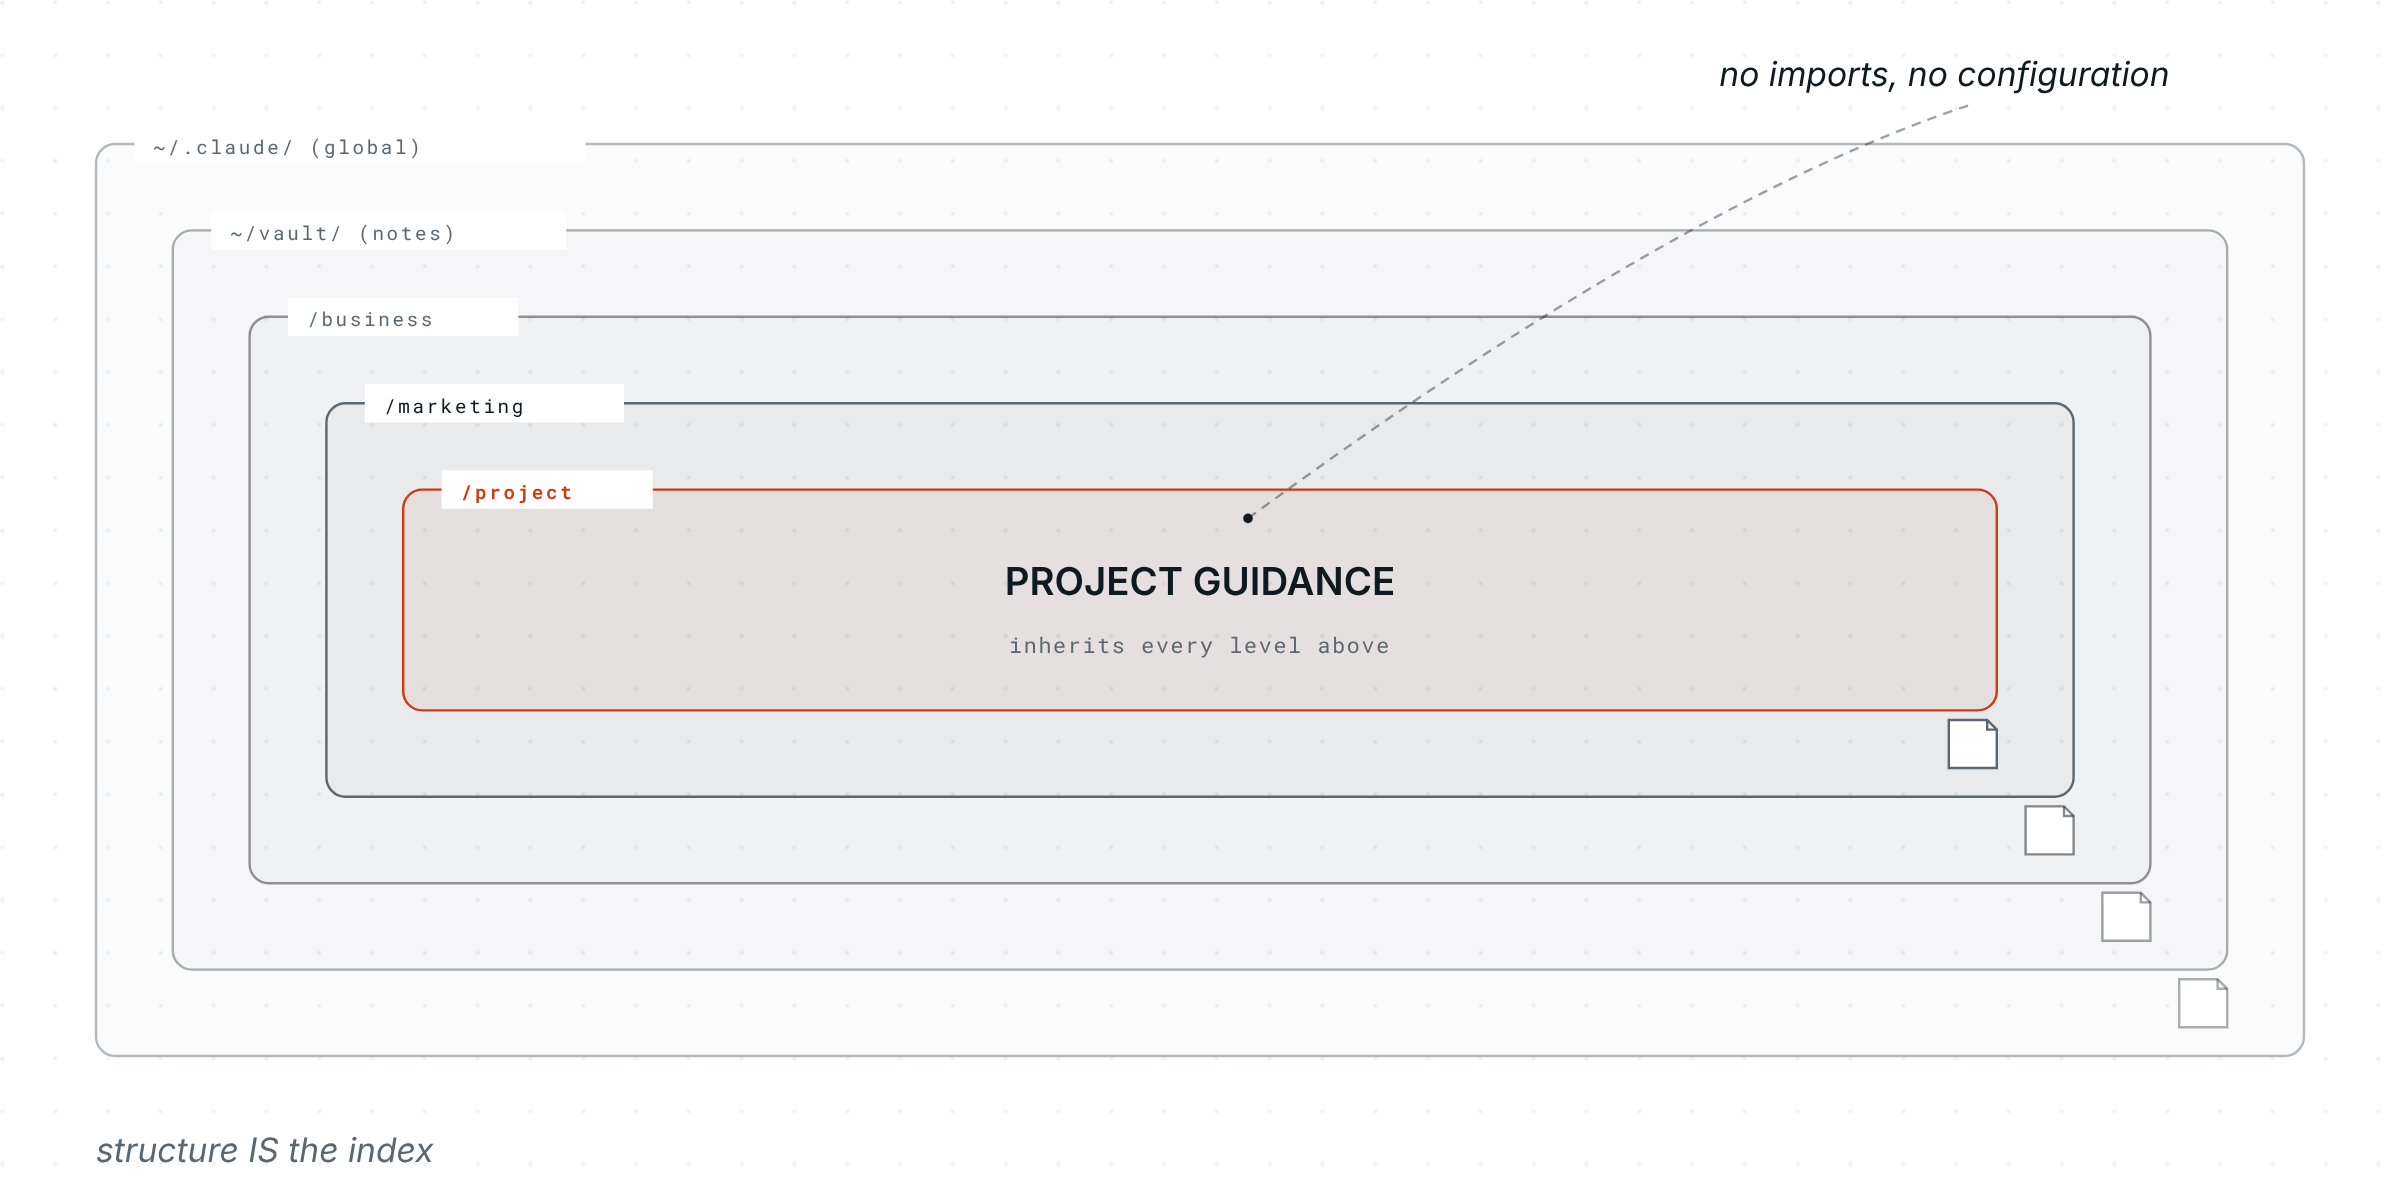 no imports, no configuration
~/.claude/ (global)
~/vault/ (notes)
/business
/marketing
/project
PROJECT GUIDANCE
inherits every level above
structure IS the index